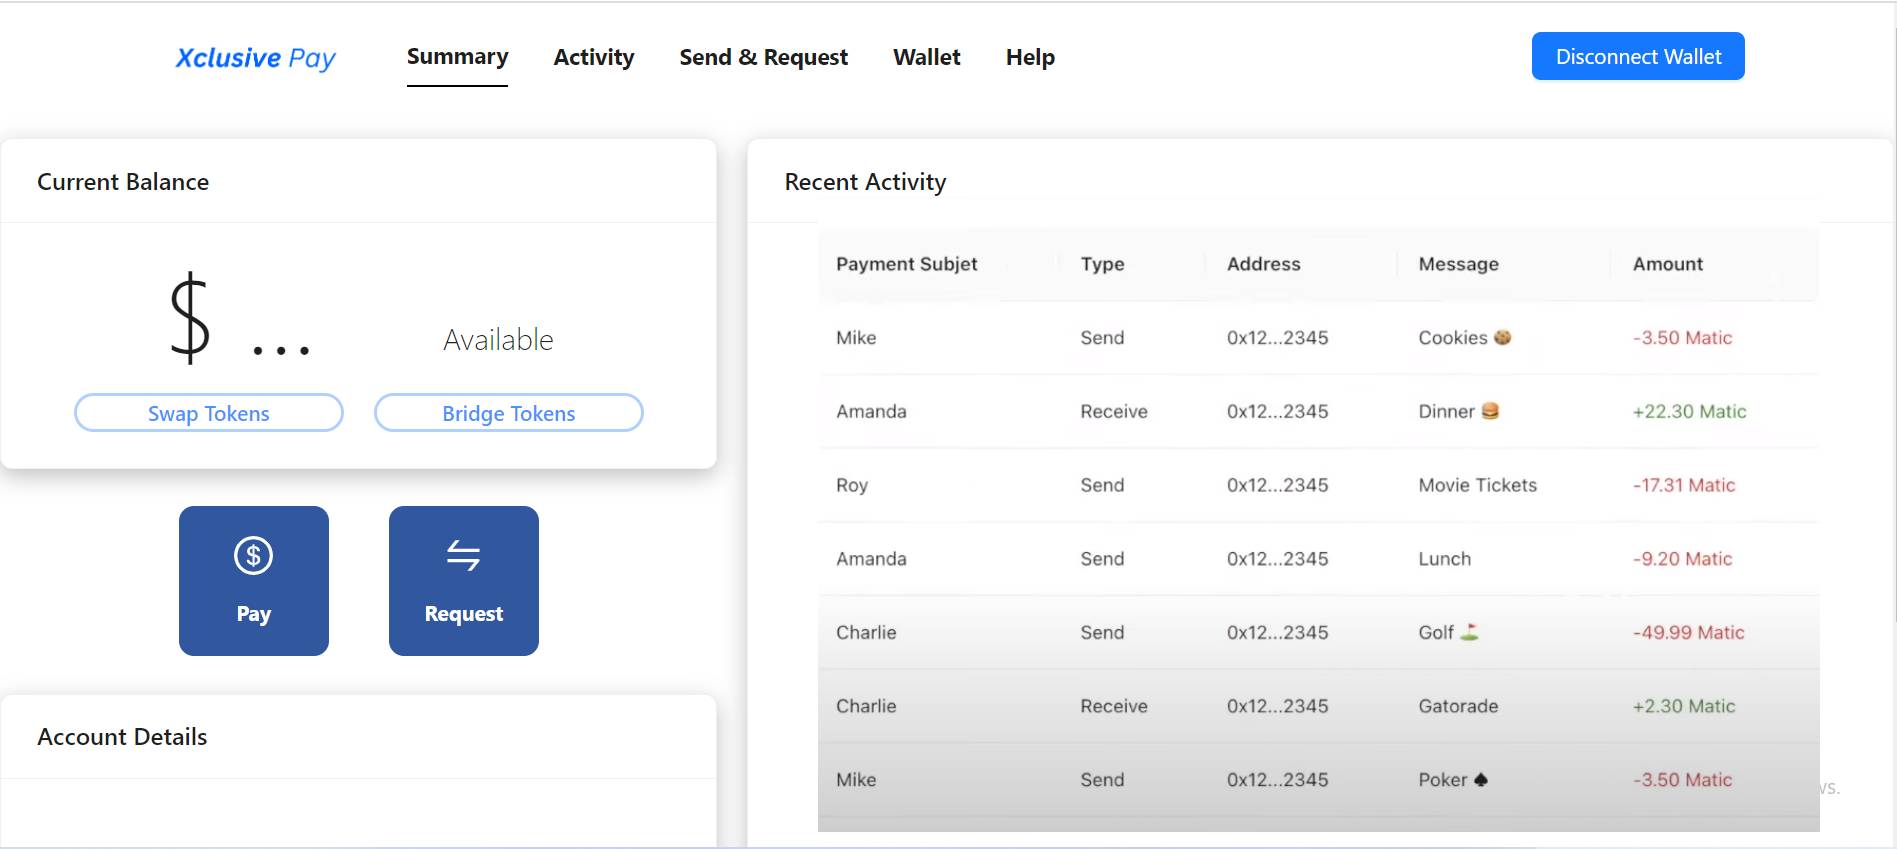 Xclusive Pay Summary Activity Send & Request Wallet Help Disconnect Wallet
Current Balance
$ ... Available
Swap Tokens Bridge Tokens
Pay Request
Account Details
Recent Activity
Payment Subjet Type Address Message Amount
Mike Send 0x12...2345 Cookies 🍪 -3.50 Matic
Amanda Receive 0x12...2345 Dinner 🍔 +22.30 Matic
Roy Send 0x12...2345 Movie Tickets -17.31 Matic
Amanda Send 0x12...2345 Lunch -9.20 Matic
Charlie Send 0x12...2345 Golf ⛳ -49.99 Matic
Charlie Receive 0x12...2345 Gatorade +2.30 Matic
Mike Send 0x12...2345 Poker ♠ -3.50 Matic